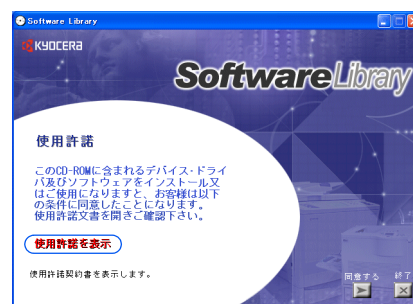 Software Library
KYOCERA
SoftwareLibrary
使用許諾
このCD-ROMに含まれるデバイス・ドライ
バ及びソフトウェアをインストール又
はご使用になりますと、お客様は以下
の条件に同意したことになります。
使用許諾文書を開きご確認下さい。
使用許諾を表示
使用許諾契約書を表示します。
同意する 終了